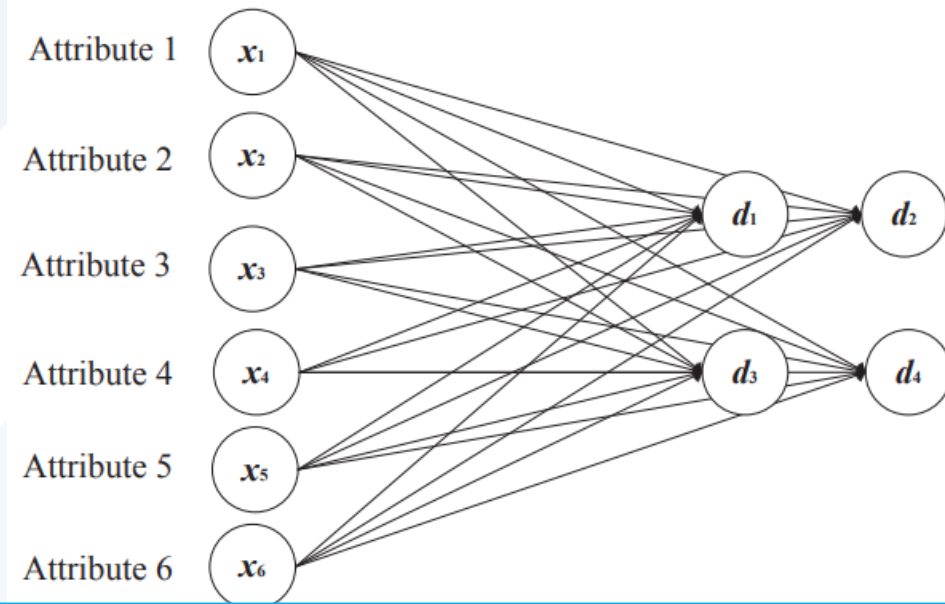 Attribute 1 x1
Attribute 2 x2
d1 d2
Attribute 3 x3
Attribute 4 x4 d3 d4
Attribute 5 x5
Attribute 6 x6